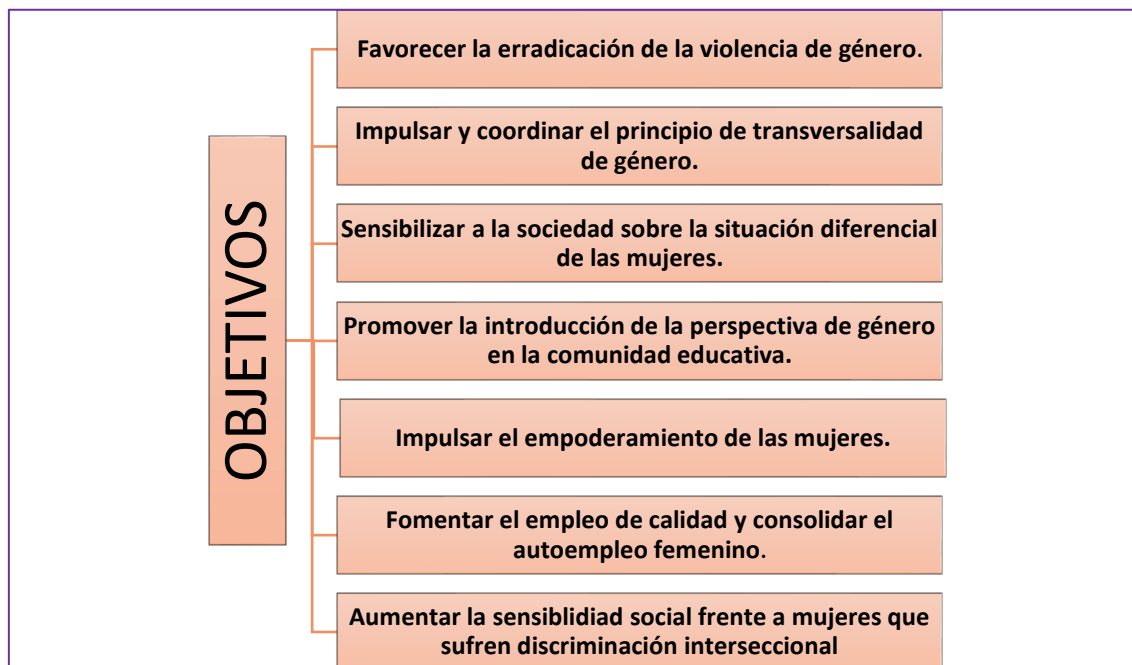 OBJETIVOS
Favorecer la erradicación de la violencia de género.
Impulsar y coordinar el principio de transversalidad
de género.
Sensibilizar a la sociedad sobre la situación diferencial
de las mujeres.
Promover la introducción de la perspectiva de género
en la comunidad educativa.
Impulsar el empoderamiento de las mujeres.
Fomentar el empleo de calidad y consolidar el
autoempleo femenino.
Aumentar la sensiblidiad social frente a mujeres que
sufren discriminación interseccional